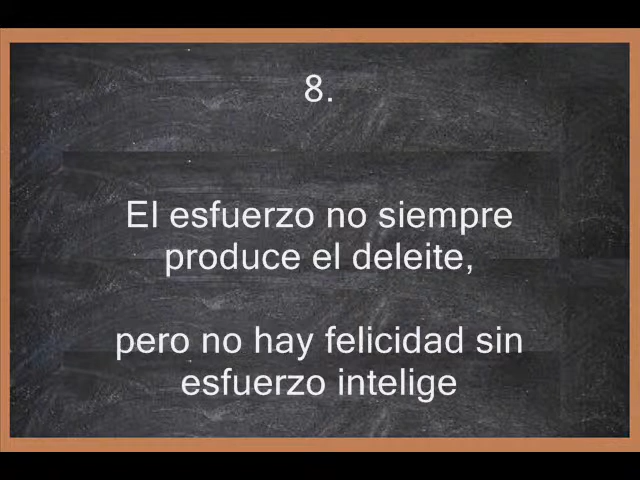 8.
El esfuerzo no siempre
produce el deleite,
pero no hay felicidad sin
esfuerzo intelige